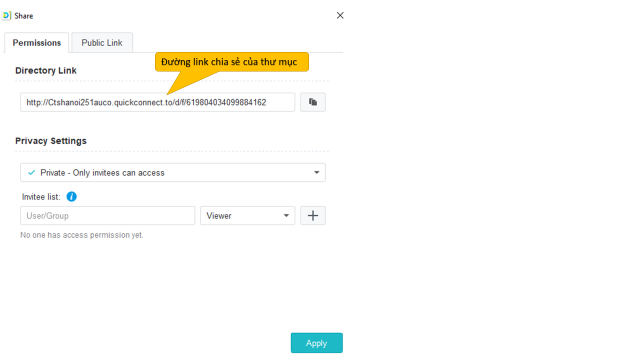 Share
Permissions
Public Link
Đường link chia sẻ của thư mục
Directory Link
http://Ctshanoi251auco.quickconnect.to/d/f/619804034099884162
Privacy Settings
Private - Only invitees can access
Invitee list:
User/Group
Viewer
No one has access permission yet.
Apply